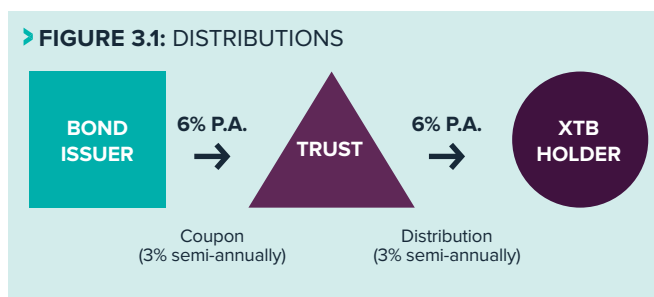 FIGURE 3.1: DISTRIBUTIONS
BOND
ISSUER
6% P.A.
TRUST
6% P.A.
XTB
HOLDER
Coupon
(3% semi-annually)
Distribution
(3% semi-annually)